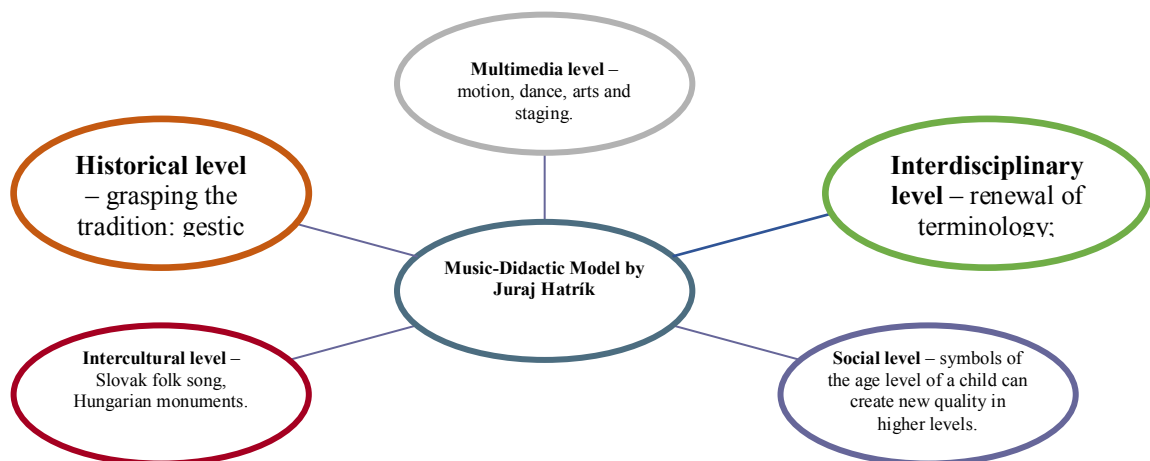 Multimedia level –
motion, dance, arts and
staging.
Historical level
– grasping the
tradition: gestic
Interdisciplinary
level – renewal of
terminology;
Music-Didactic Model by
Juraj Hatrík
Intercultural level –
Slovak folk song,
Hungarian monuments.
Social level – symbols of
the age level of a child can
create new quality in
higher levels.